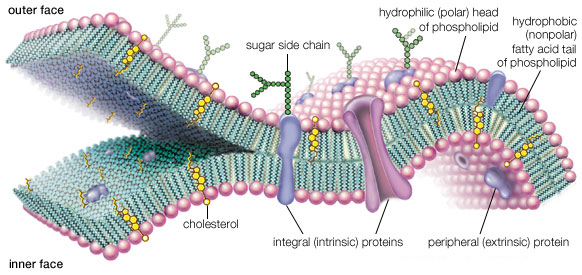 outer face
sugar side chain
hydrophilic (polar) head
of phospholipid
hydrophobic
(nonpolar)
fatty acid tail
of phospholipid
cholesterol
integral (intrinsic) proteins
peripheral (extrinsic) protein
inner face